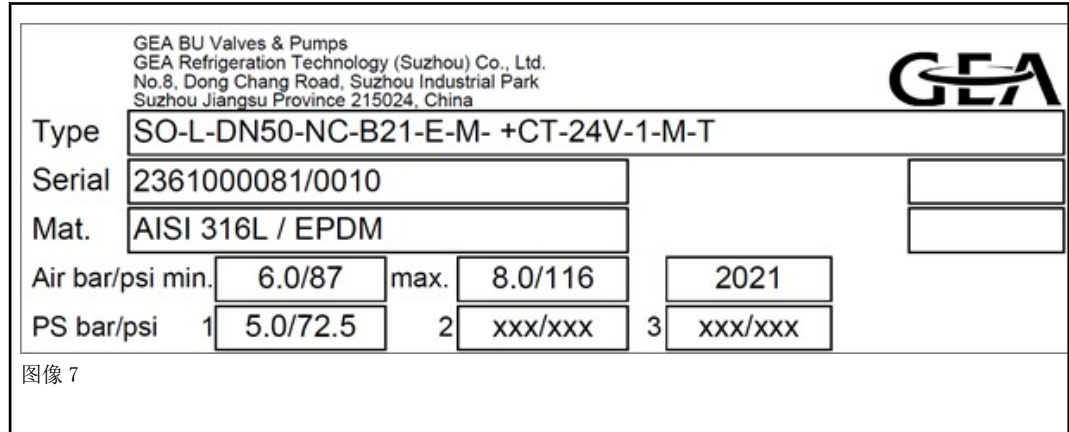 GEA BU Valves & Pumps
GEA Refrigeration Technology (Suzhou) Co., Ltd.
No.8, Dong Chang Road, Suzhou Industrial Park
Suzhou Jiangsu Province 215024, China
GEA
Type SO-L-DN50-NC-B21-E-M- +CT-24V-1-M-T
Serial 2361000081/0010
Mat. AISI 316L / EPDM
Air bar/psi min. 6.0/87 max. 8.0/116 2021
PS bar/psi 1 5.0/72.5 2 xxx/xxx 3 xxx/xxx
图像 7